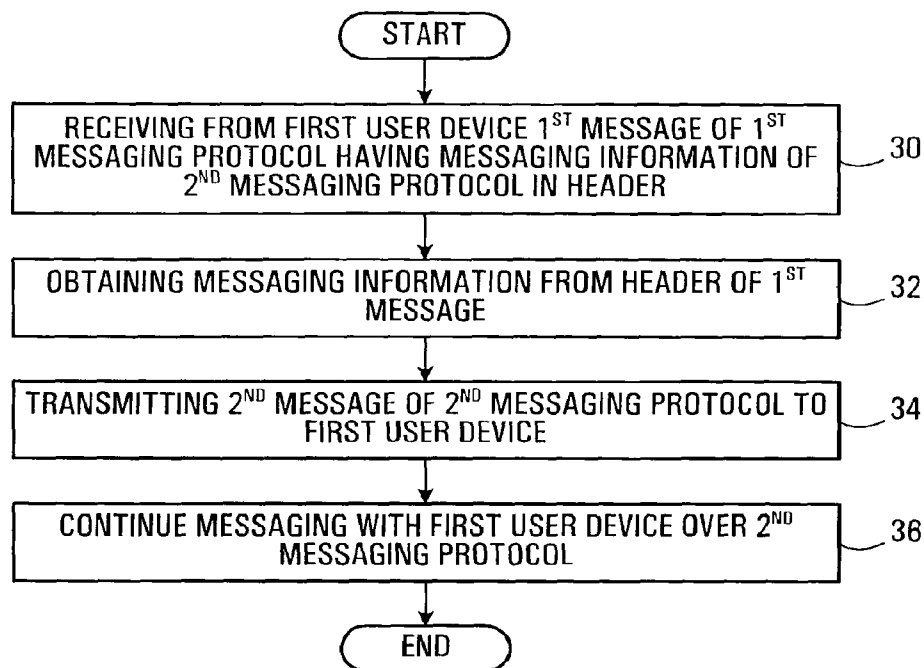 START
RECEIVING FROM FIRST USER DEVICE 1ST MESSAGE OF 1ST
MESSAGING PROTOCOL HAVING MESSAGING INFORMATION OF
2ND MESSAGING PROTOCOL IN HEADER
30
OBTAINING MESSAGING INFORMATION FROM HEADER OF 1ST
MESSAGE
32
TRANSMITTING 2ND MESSAGE OF 2ND MESSAGING PROTOCOL TO
FIRST USER DEVICE
34
CONTINUE MESSAGING WITH FIRST USER DEVICE OVER 2ND
MESSAGING PROTOCOL
36
END